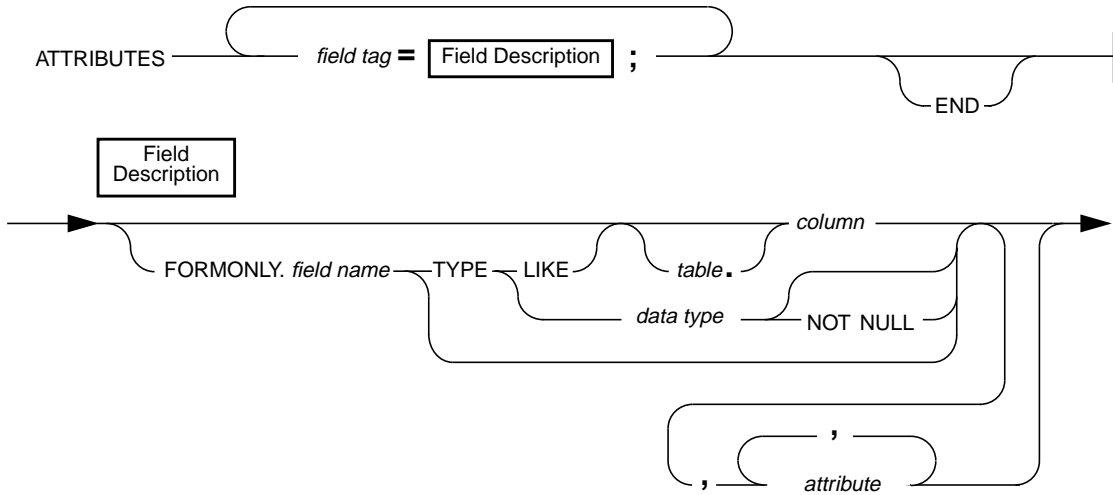 ATTRIBUTES field tag = Field Description ;
END
Field
Description
column
FORMONLY. field name TYPE LIKE table.
data type NOT NULL
,
, attribute